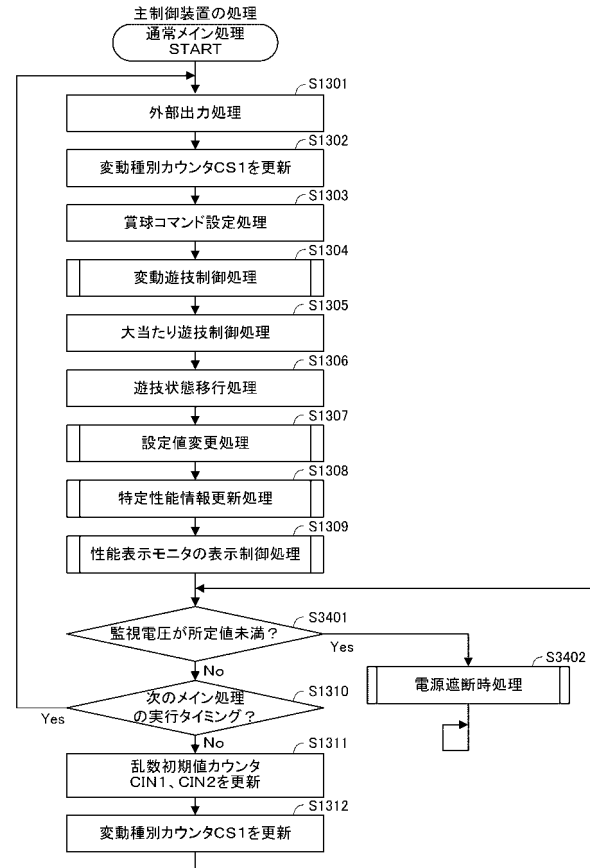 主制御装置の処理
通常メイン処理
START
S1301
外部出力処理
S1302
変動種別カウンタCS1を更新
S1303
賞球コマンド設定処理
S1304
変動遊技制御処理
S1305
大当たり遊技制御処理
S1306
遊技状態移行処理
S1307
設定値変更処理
S1308
特定性能情報更新処理
S1309
性能表示モニタの表示制御処理
S3401
監視電圧が所定値未満？
Yes
No
S3402
電源遮断時処理
S1310
次のメイン処理
の実行タイミング？
Yes
No
S1311
乱数初期値カウンタ
CIN1、CIN2を更新
S1312
変動種別カウンタCS1を更新